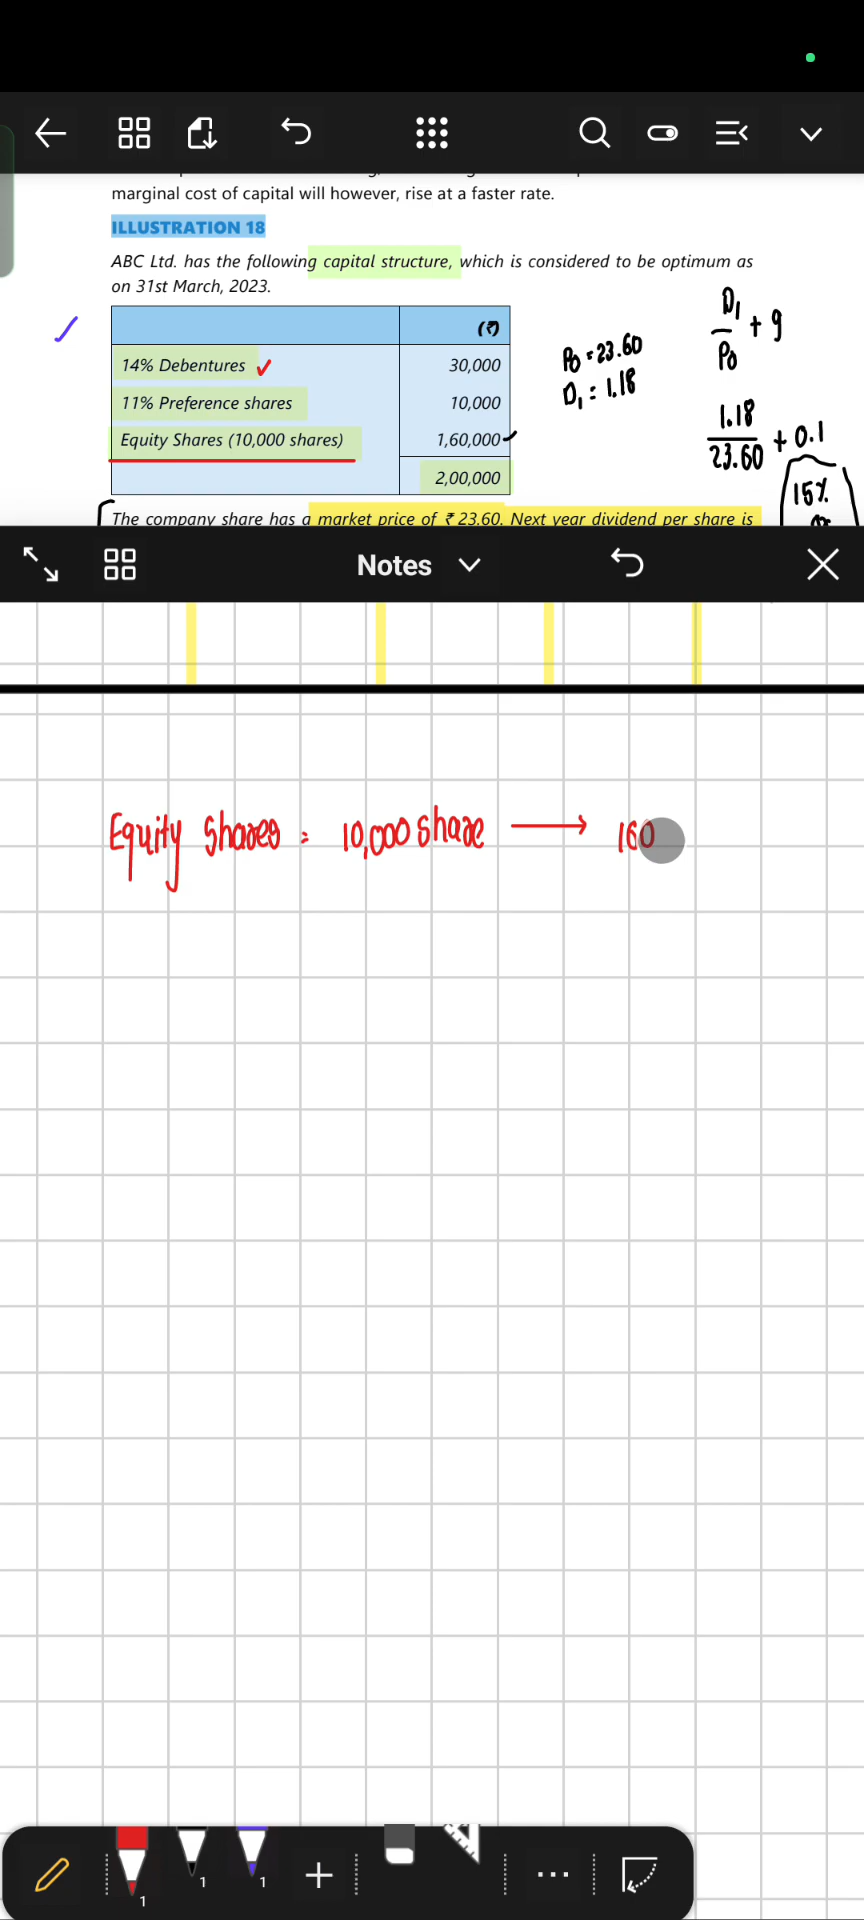 marginal cost of capital will however, rise at a faster rate.
ILLUSTRATION 18
ABC Ltd. has the following capital structure, which is considered to be optimum as
on 31st March, 2023.
(₹)
14% Debentures ✓ 30,000
11% Preference shares 10,000
Equity Shares (10,000 shares) 1,60,000
2,00,000
P0 = 23.60
D1 = 1.18
D1/P0 + g
1.18/23.60 + 0.1
15%
The company share has a market price of ₹ 23.60. Next year dividend per share is
Notes
Equity Shares = 10,000 Share → 160
1
1
1